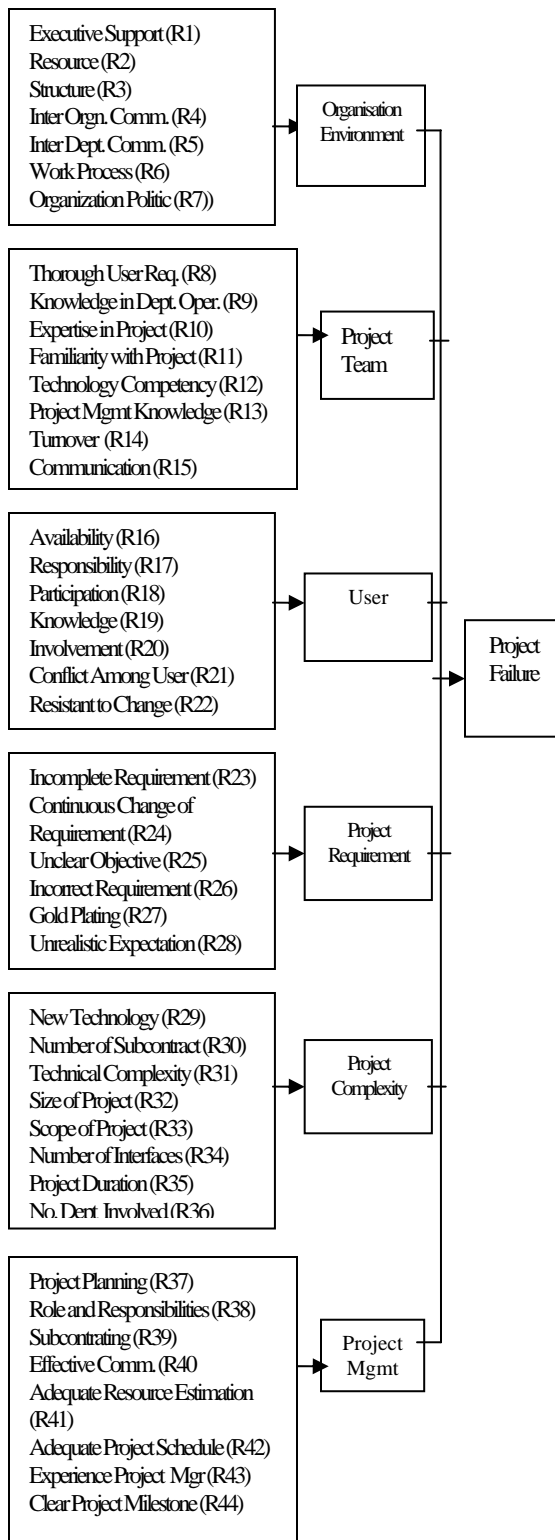 Executive Support (R1)
Resource (R2)
Structure (R3)
Inter Orgn. Comm. (R4)
Inter Dept. Comm. (R5)
Work Process (R6)
Organization Politic (R7))
Organisation
Environment
Thorough User Req. (R8)
Knowledge in Dept. Oper. (R9)
Expertise in Project (R10)
Familiarity with Project (R11)
Technology Competency (R12)
Project Mgmt Knowledge (R13)
Turnover (R14)
Communication (R15)
Project
Team
Availability (R16)
Responsibility (R17)
Participation (R18)
Knowledge (R19)
Involvement (R20)
Conflict Among User (R21)
Resistant to Change (R22)
User
Project
Failure
Incomplete Requirement (R23)
Continuous Change of
Requirement (R24)
Unclear Objective (R25)
Incorrect Requirement (R26)
Gold Plating (R27)
Unrealistic Expectation (R28)
Project
Requirement
New Technology (R29)
Number of Subcontract (R30)
Technical Complexity (R31)
Size of Project (R32)
Scope of Project (R33)
Number of Interfaces (R34)
Project Duration (R35)
No. Dept Involved (R36)
Project
Complexity
Project Planning (R37)
Role and Responsibilities (R38)
Subcontrating (R39)
Effective Comm. (R40
Adequate Resource Estimation
(R41)
Adequate Project Schedule (R42)
Experience Project Mgr (R43)
Clear Project Milestone (R44)
Project
Mgmt